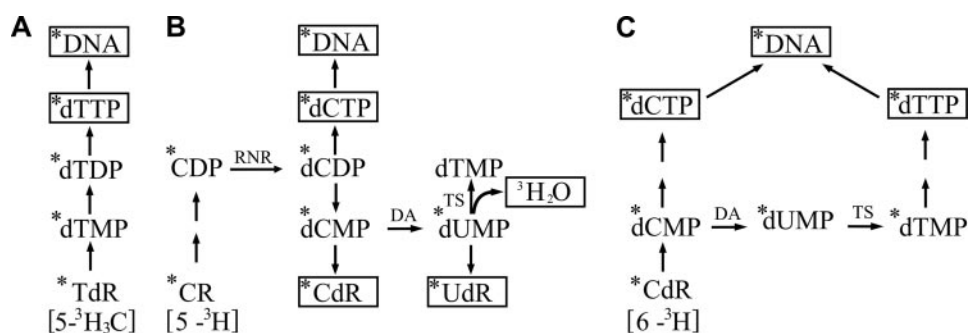 A
*DNA
*dTTP
*dTDP
*dTMP
*TdR
[5-³H₃C]
B
*DNA
*dCTP
*CDP
RNR
*dCDP
dTMP
³H₂O
*dCMP
DA
TS
*dUMP
*CR
[5 -³H]
*CdR
*UdR
C
*DNA
*dCTP
*dTTP
*dCMP
DA
*dUMP
TS
*dTMP
*CdR
[6 -³H]